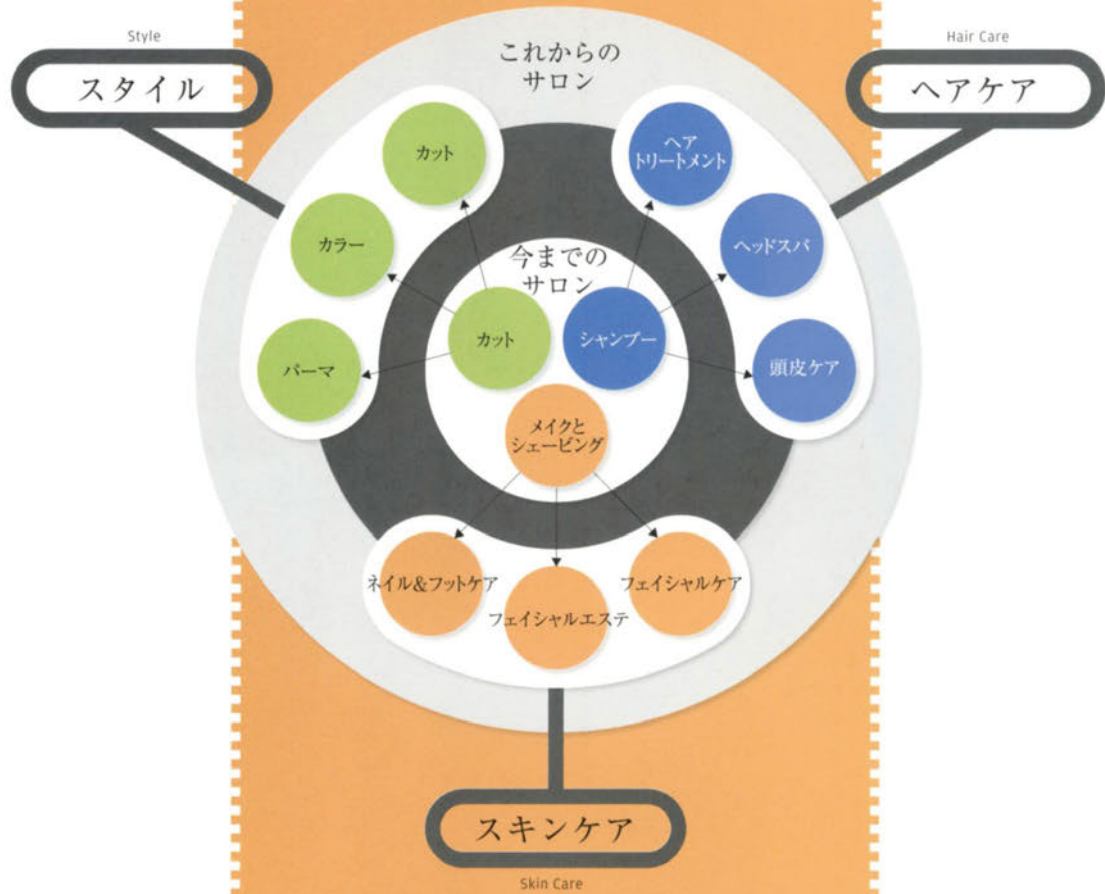 Style
スタイル
Hair Care
ヘアケア
これからの
サロン
カット
カラー
パーマ
ヘア
トリートメント
ヘッドスパ
頭皮ケア
今までの
サロン
カット
シャンプー
メイクと
シェービング
ネイル&フットケア
フェイシャルエステ
フェイシャルケア
スキンケア
Skin Care